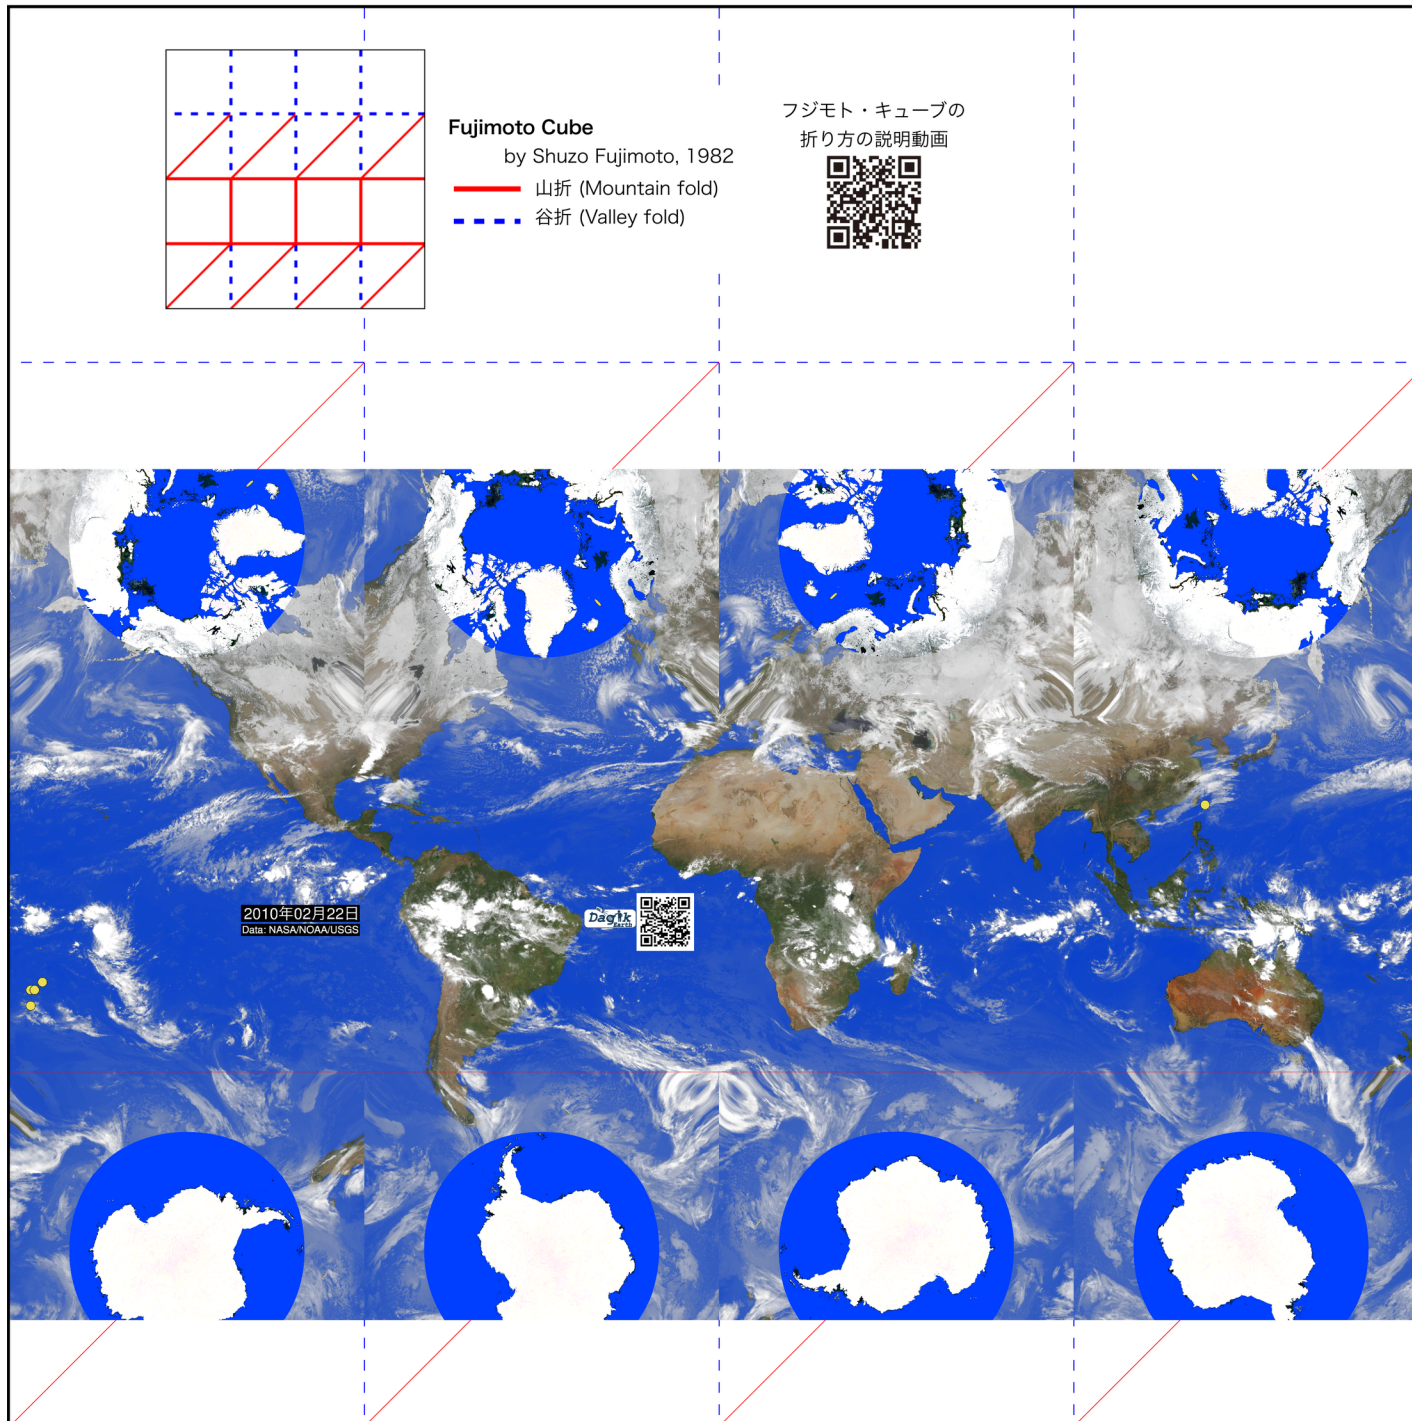 Fujimoto Cube
by Shuzo Fujimoto, 1982
山折 (Mountain fold)
谷折 (Valley fold)
フジモト・キューブの
折り方の説明動画
2010年02月22日
Data: NASA/NOAA/USGS
Dagik
Earth